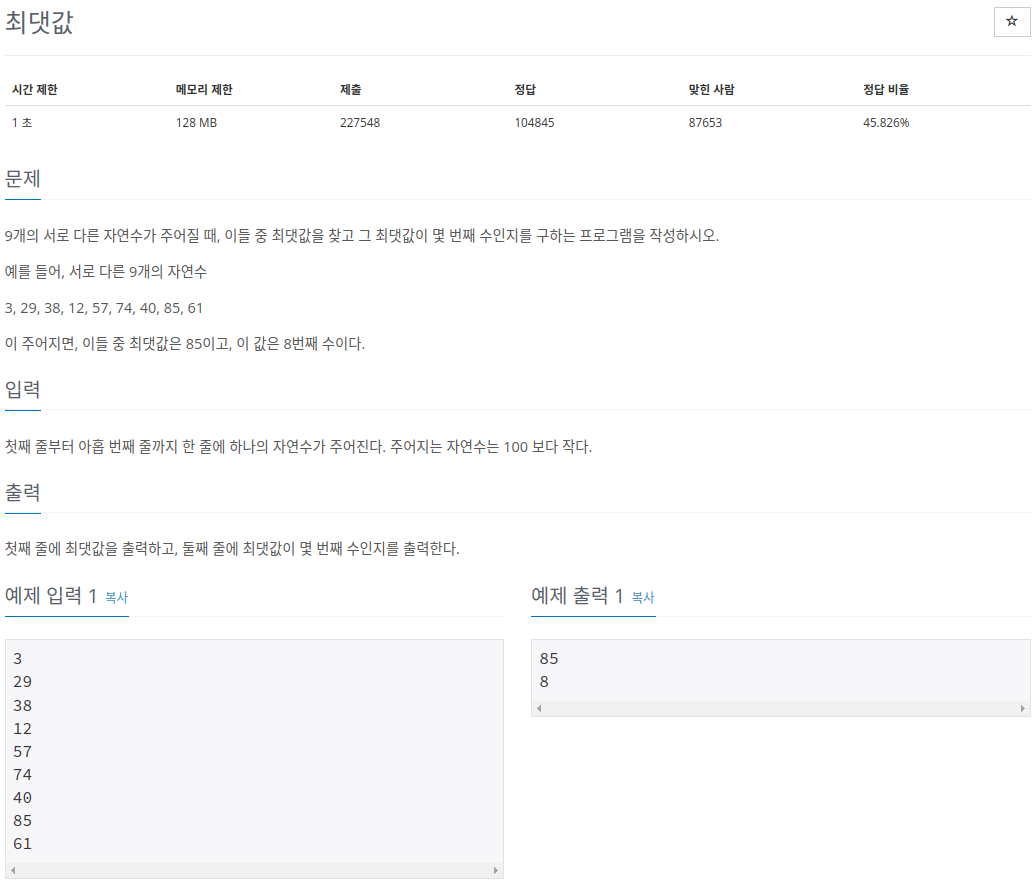 최댓값
☆
시간 제한 메모리 제한 제출 정답 맞힌 사람 정답 비율
1 초 128 MB 227548 104845 87653 45.826%
문제
9개의 서로 다른 자연수가 주어질 때, 이들 중 최댓값을 찾고 그 최댓값이 몇 번째 수인지를 구하는 프로그램을 작성하시오.
예를 들어, 서로 다른 9개의 자연수
3, 29, 38, 12, 57, 74, 40, 85, 61
이 주어지면, 이들 중 최댓값은 85이고, 이 값은 8번째 수이다.
입력
첫째 줄부터 아홉 번째 줄까지 한 줄에 하나의 자연수가 주어진다. 주어지는 자연수는 100 보다 작다.
출력
첫째 줄에 최댓값을 출력하고, 둘째 줄에 최댓값이 몇 번째 수인지를 출력한다.
예제 입력 1 복사
3
29
38
12
57
74
40
85
61
예제 출력 1 복사
85
8